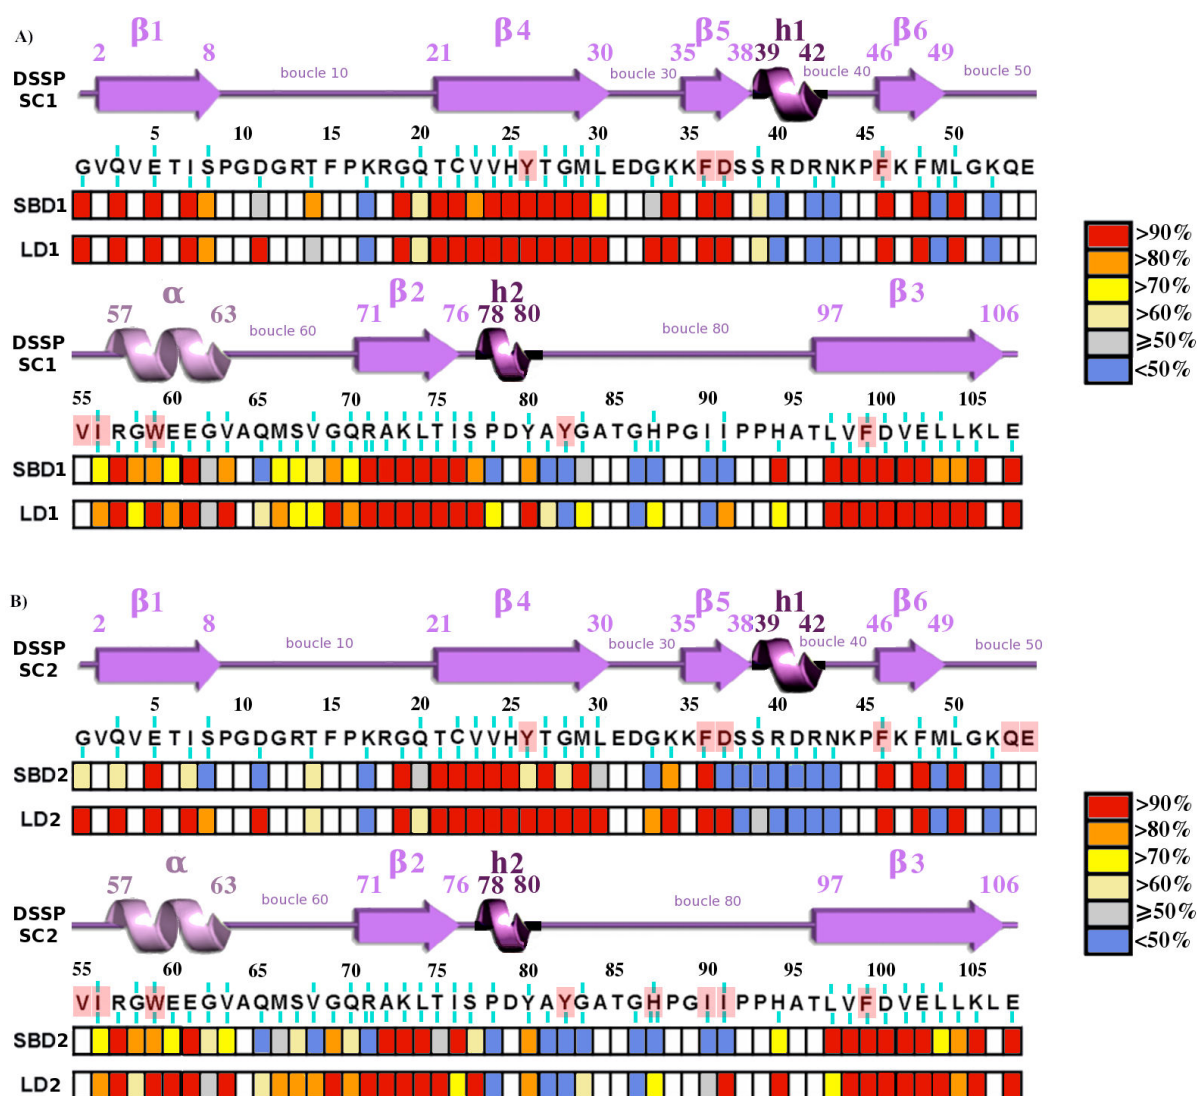 A)
β1 β4 β5 h1 β6
2 8 21 30 35 38 39 42 46 49
boucle 10 boucle 30 boucle 40 boucle 50
DSSP
SC1
5 10 15 20 25 30 35 40 45 50
GVQVETISPGDGRTFPKRGQTCVVHYTGMLEDGKKFDSSRDRNKPFKFMLGKQE
SBD1
LD1
α β2 h2 β3
57 63 71 76 78 80 97 106
boucle 60 boucle 80
DSSP
SC1
55 60 65 70 75 80 85 90 95 100 105
VIRGWEEGVAQMSVGQRAKLTISPDYAYGATGHPGIIPPHATLVFDVELLKLE
SBD1
LD1
>90%
>80%
>70%
>60%
⩾50%
<50%
B)
β1 β4 β5 h1 β6
2 8 21 30 35 38 39 42 46 49
boucle 10 boucle 30 boucle 40 boucle 50
DSSP
SC2
5 10 15 20 25 30 35 40 45 50
GVQVETISPGDGRTFPKRGQTCVVHYTGMLEDGKKFDSSRDRNKPFKFMLGKQE
SBD2
LD2
α β2 h2 β3
57 63 71 76 78 80 97 106
boucle 60 boucle 80
DSSP
SC2
55 60 65 70 75 80 85 90 95 100 105
VIRGWEEGVAQMSVGQRAKLTISPDYAYGATGHPGIIPPHATLVFDVELLKLE
SBD2
LD2
>90%
>80%
>70%
>60%
⩾50%
<50%